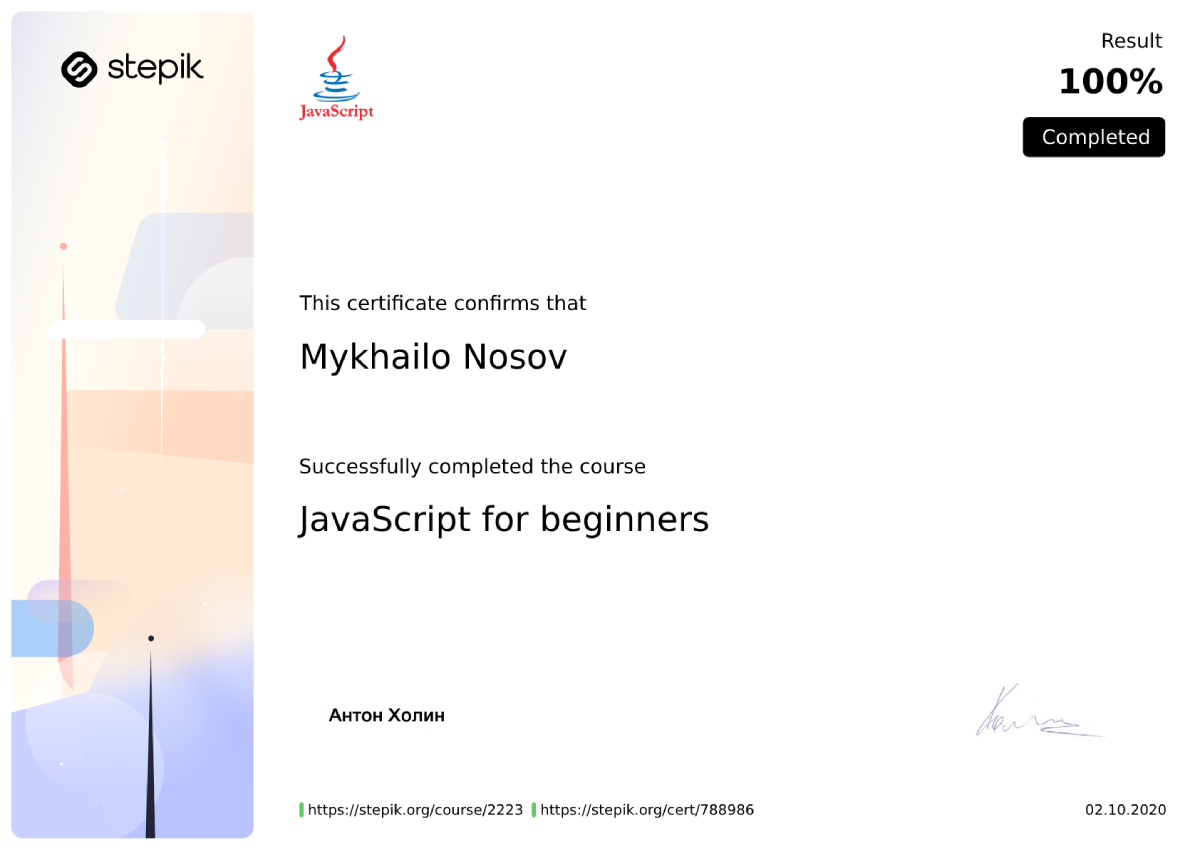 stepik
JavaScript
Result
100%
Completed
This certificate confirms that
Mykhailo Nosov
Successfully completed the course
JavaScript for beginners
Антон Холин
https://stepik.org/course/2223 https://stepik.org/cert/788986
02.10.2020